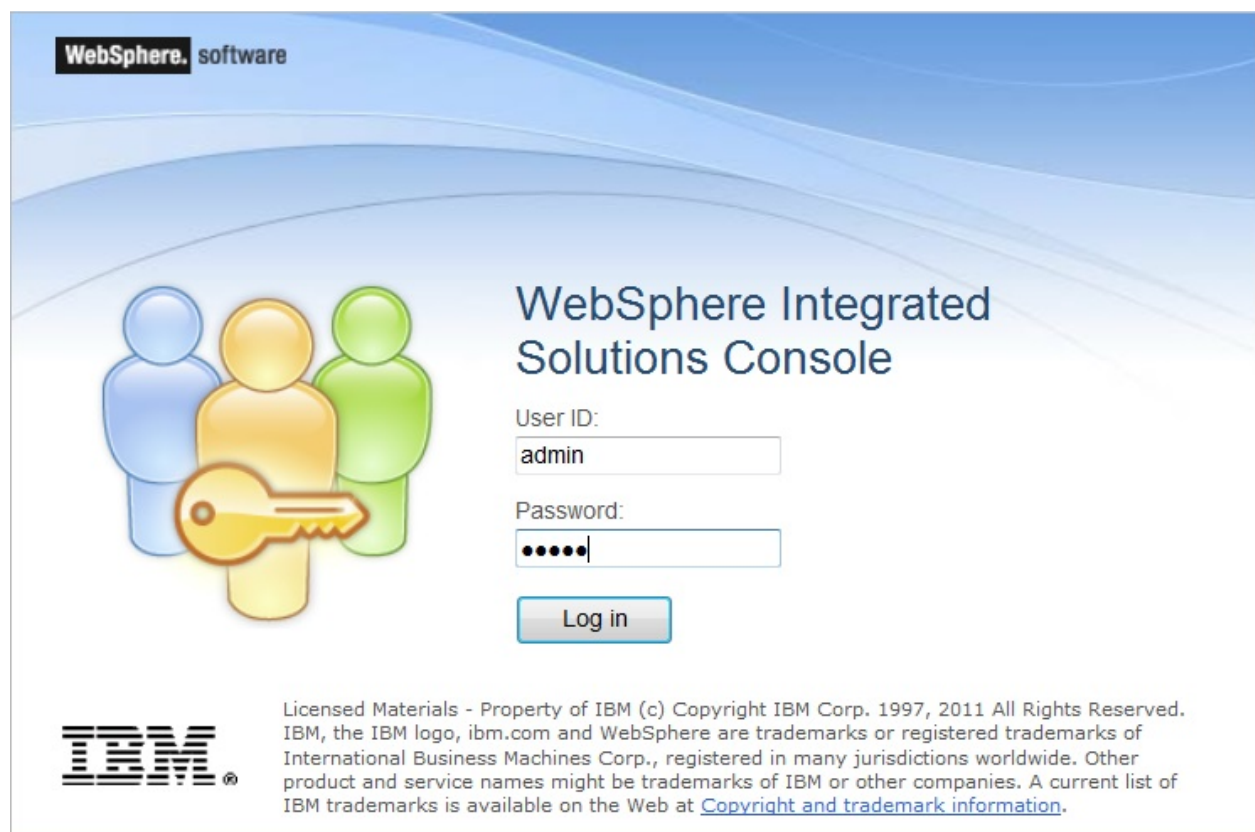 WebSphere. software
WebSphere Integrated
Solutions Console
User ID:
admin
Password:
•••••
Log in
IBM®
Licensed Materials - Property of IBM (c) Copyright IBM Corp. 1997, 2011 All Rights Reserved.
IBM, the IBM logo, ibm.com and WebSphere are trademarks or registered trademarks of
International Business Machines Corp., registered in many jurisdictions worldwide. Other
product and service names might be trademarks of IBM or other companies. A current list of
IBM trademarks is available on the Web at Copyright and trademark information.